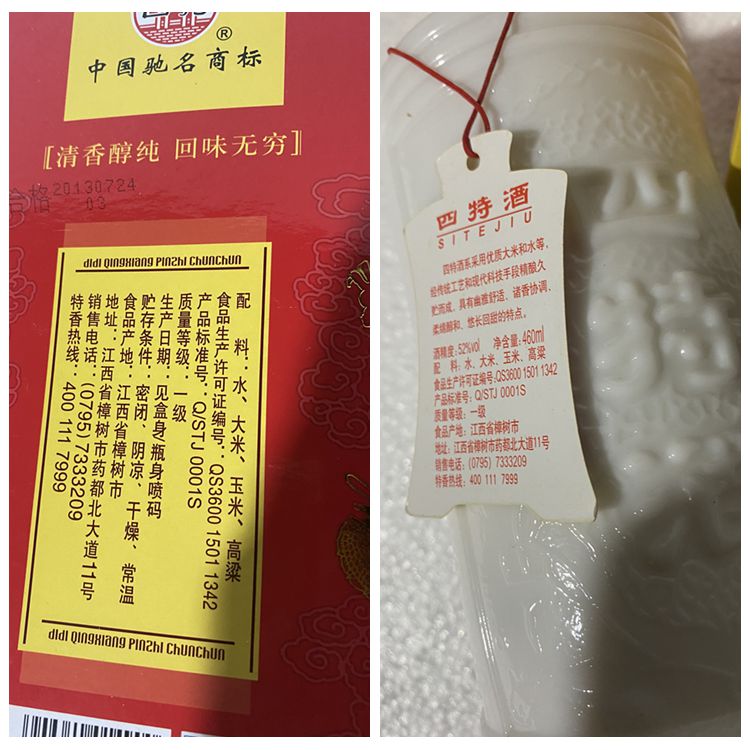 ®
中国驰名商标
[清香醇纯 回味无穷]
合格 20130724
03
didi QingXiang PinZhi ChunChun
配 料：水、大米、玉米、高粱
食品生产许可证编号：QS3600 1501 1342
产品标准号：Q/STJ 0001S
质量等级：一级
生产日期：见盒身/瓶身喷码
贮存条件：密闭、阴凉、干燥、常温
食品产地：江西省樟树市
地址：江西省樟树市药都北大道11号
销售电话：(0795) 7333209
特香热线：400 111 7999
didi QingXiang PinZhi ChunChun
四特酒
SITEJIU
四特酒系采用优质大米和水等，
经传统工艺和现代科技手段精酿久
贮而成，具有幽雅舒适、诸香协调、
柔绵醇和、悠长回甜的特点。
酒精度：52%vol 净含量：460ml
配 料：水、大米、玉米、高粱
食品生产许可证编号：QS3600 1501 1342
产品标准号：Q/STJ 0001S
质量等级：一级
食品产地：江西省樟树市
地址：江西省樟树市药都北大道11号
销售电话：(0795) 7333209
特香热线：400 111 7999